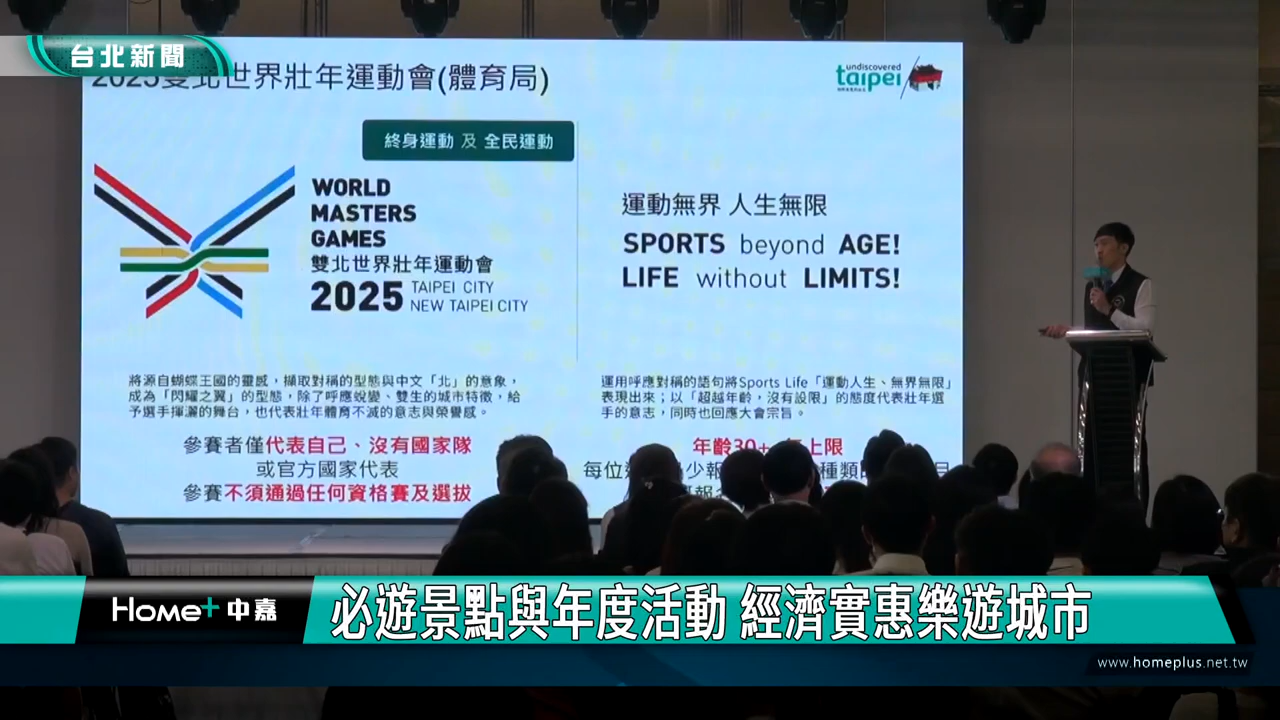 台北新聞
2025雙北世界壯年運動會(體育局)
undiscovered
taipei
終身運動 及 全民運動
WORLD
MASTERS
GAMES
雙北世界壯年運動會
2025 TAIPEI CITY
NEW TAIPEI CITY
運動無界 人生無限
SPORTS beyond AGE!
LIFE without LIMITS!
將源自蝴蝶王國的靈感，擷取對稱的型態與中文「北」的意象，
成為「閃耀之翼」的型態，除了呼應蛻變、雙生的城市特徵，給
予選手揮灑的舞台，也代表壯年體育不滅的意志與榮譽感。
運用呼應對稱的語句將Sports Life「運動人生、無界無限」
表現出來；以「超越年齡，沒有設限」的態度代表壯年選
手的意志，同時也回應大會宗旨。
參賽者僅代表自己、沒有國家隊
或官方國家代表
參賽不須通過任何資格賽及選拔
年齡30+ 上限
每位 少報 種類
Home+ 中嘉
必遊景點與年度活動 經濟實惠樂遊城市
www.homeplus.net.tw